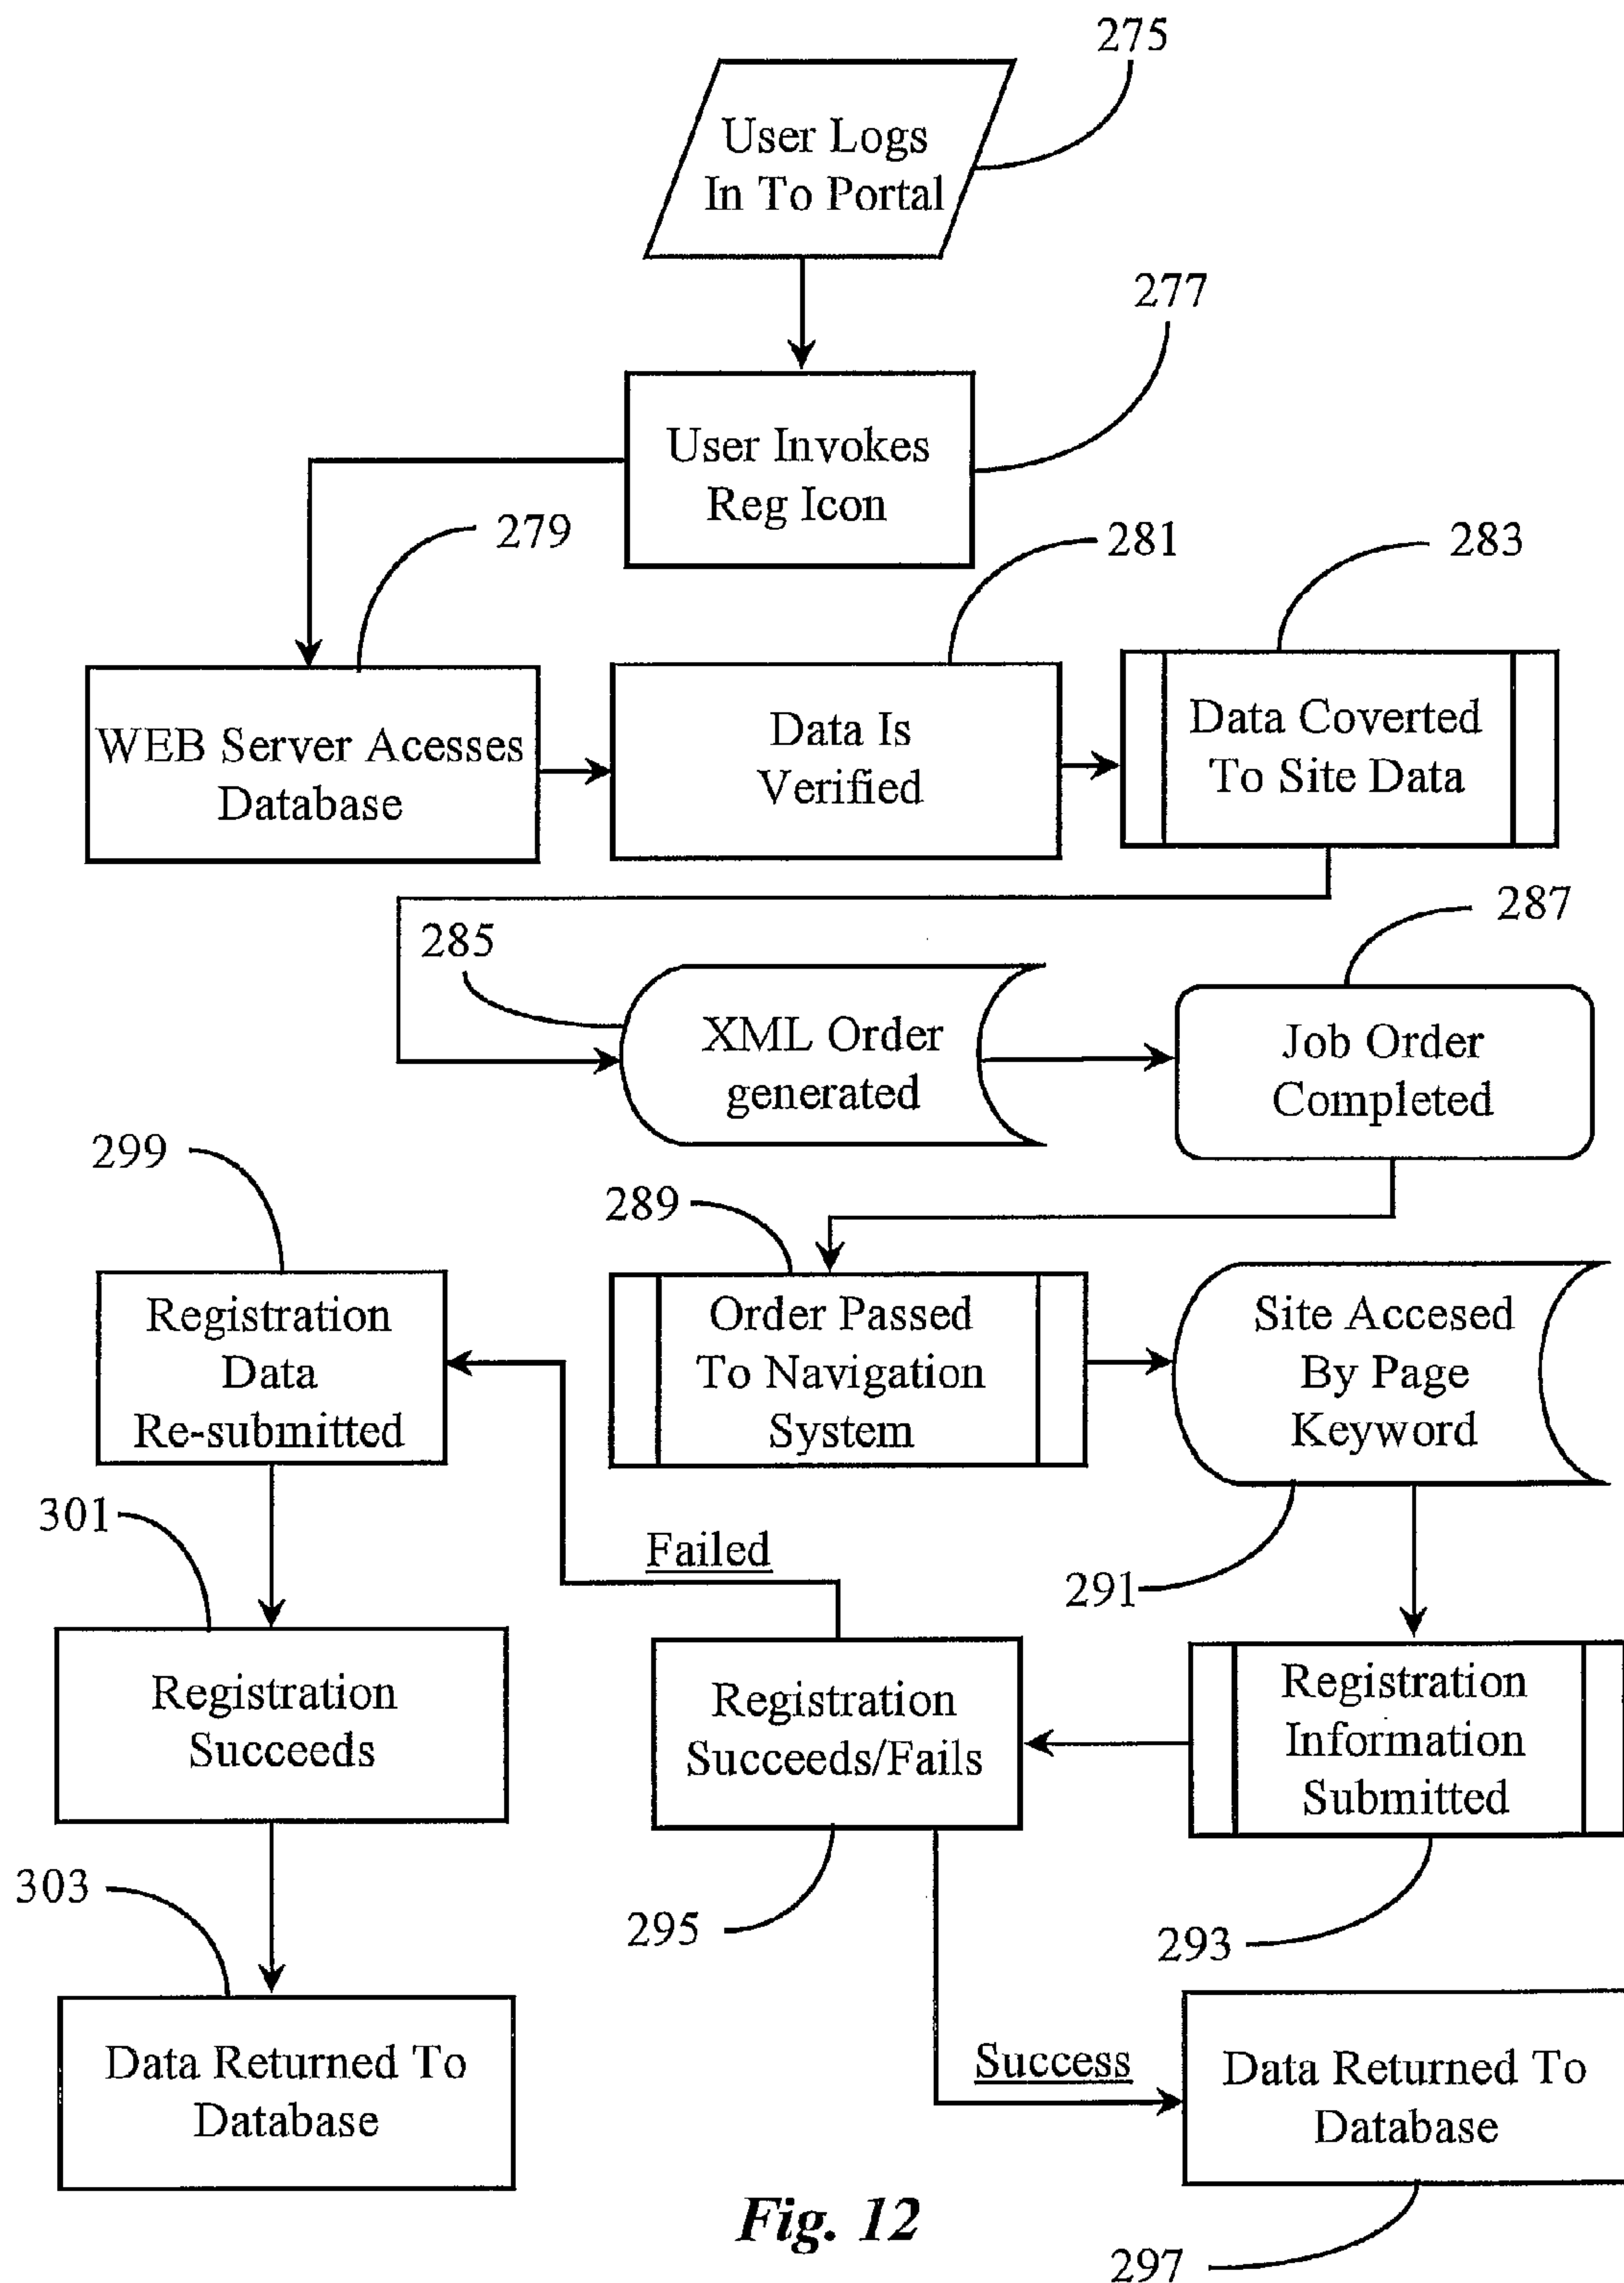 275
User Logs
In To Portal
277
User Invokes
Reg Icon
279
281
283
WEB Server Acesses
Database
Data Is
Verified
Data Coverted
To Site Data
285
287
XML Order
generated
Job Order
Completed
299
289
Registration
Data
Re-submitted
Order Passed
To Navigation
System
Site Accesed
By Page
Keyword
301
Failed
291
Registration
Succeeds
Registration
Succeeds/Fails
Registration
Information
Submitted
303
295
293
Data Returned To
Database
Success
Data Returned To
Database
Fig. 12
297